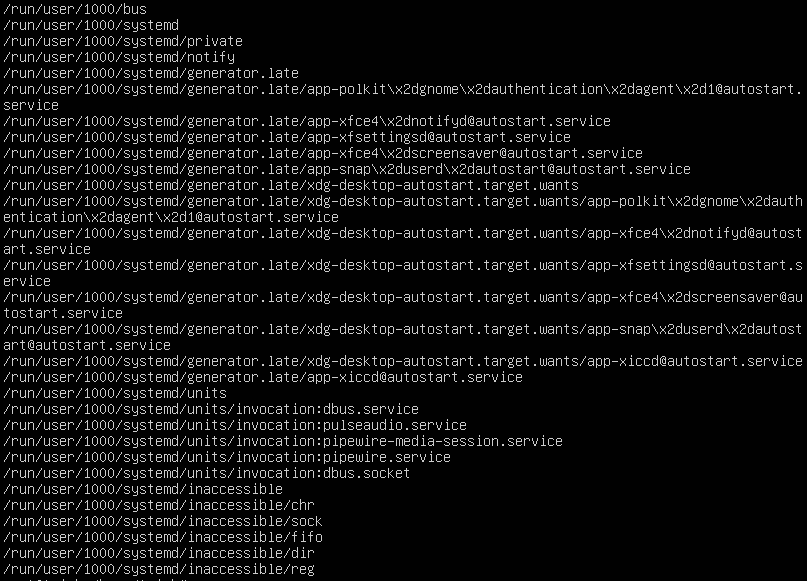 /run/user/1000/bus
/run/user/1000/systemd
/run/user/1000/systemd/private
/run/user/1000/systemd/notify
/run/user/1000/systemd/generator.late
/run/user/1000/systemd/generator.late/app-polkit\x2dgnome\x2dauthentication\x2dagent\x2d1@autostart.
service
/run/user/1000/systemd/generator.late/app-xfce4\x2dnotifyd@autostart.service
/run/user/1000/systemd/generator.late/app-xfsettingsd@autostart.service
/run/user/1000/systemd/generator.late/app-xfce4\x2dscreensaver@autostart.service
/run/user/1000/systemd/generator.late/app-snap\x2duserd\x2dautostart@autostart.service
/run/user/1000/systemd/generator.late/xdg-desktop-autostart.target.wants
/run/user/1000/systemd/generator.late/xdg-desktop-autostart.target.wants/app-polkit\x2dgnome\x2dauth
entication\x2dagent\x2d1@autostart.service
/run/user/1000/systemd/generator.late/xdg-desktop-autostart.target.wants/app-xfce4\x2dnotifyd@autost
art.service
/run/user/1000/systemd/generator.late/xdg-desktop-autostart.target.wants/app-xfsettingsd@autostart.s
ervice
/run/user/1000/systemd/generator.late/xdg-desktop-autostart.target.wants/app-xfce4\x2dscreensaver@au
tostart.service
/run/user/1000/systemd/generator.late/xdg-desktop-autostart.target.wants/app-snap\x2duserd\x2dautost
art@autostart.service
/run/user/1000/systemd/generator.late/xdg-desktop-autostart.target.wants/app-xiccd@autostart.service
/run/user/1000/systemd/generator.late/app-xiccd@autostart.service
/run/user/1000/systemd/units
/run/user/1000/systemd/units/invocation:dbus.service
/run/user/1000/systemd/units/invocation:pulseaudio.service
/run/user/1000/systemd/units/invocation:pipewire-media-session.service
/run/user/1000/systemd/units/invocation:pipewire.service
/run/user/1000/systemd/units/invocation:dbus.socket
/run/user/1000/systemd/inaccessible
/run/user/1000/systemd/inaccessible/chr
/run/user/1000/systemd/inaccessible/sock
/run/user/1000/systemd/inaccessible/fifo
/run/user/1000/systemd/inaccessible/dir
/run/user/1000/systemd/inaccessible/reg